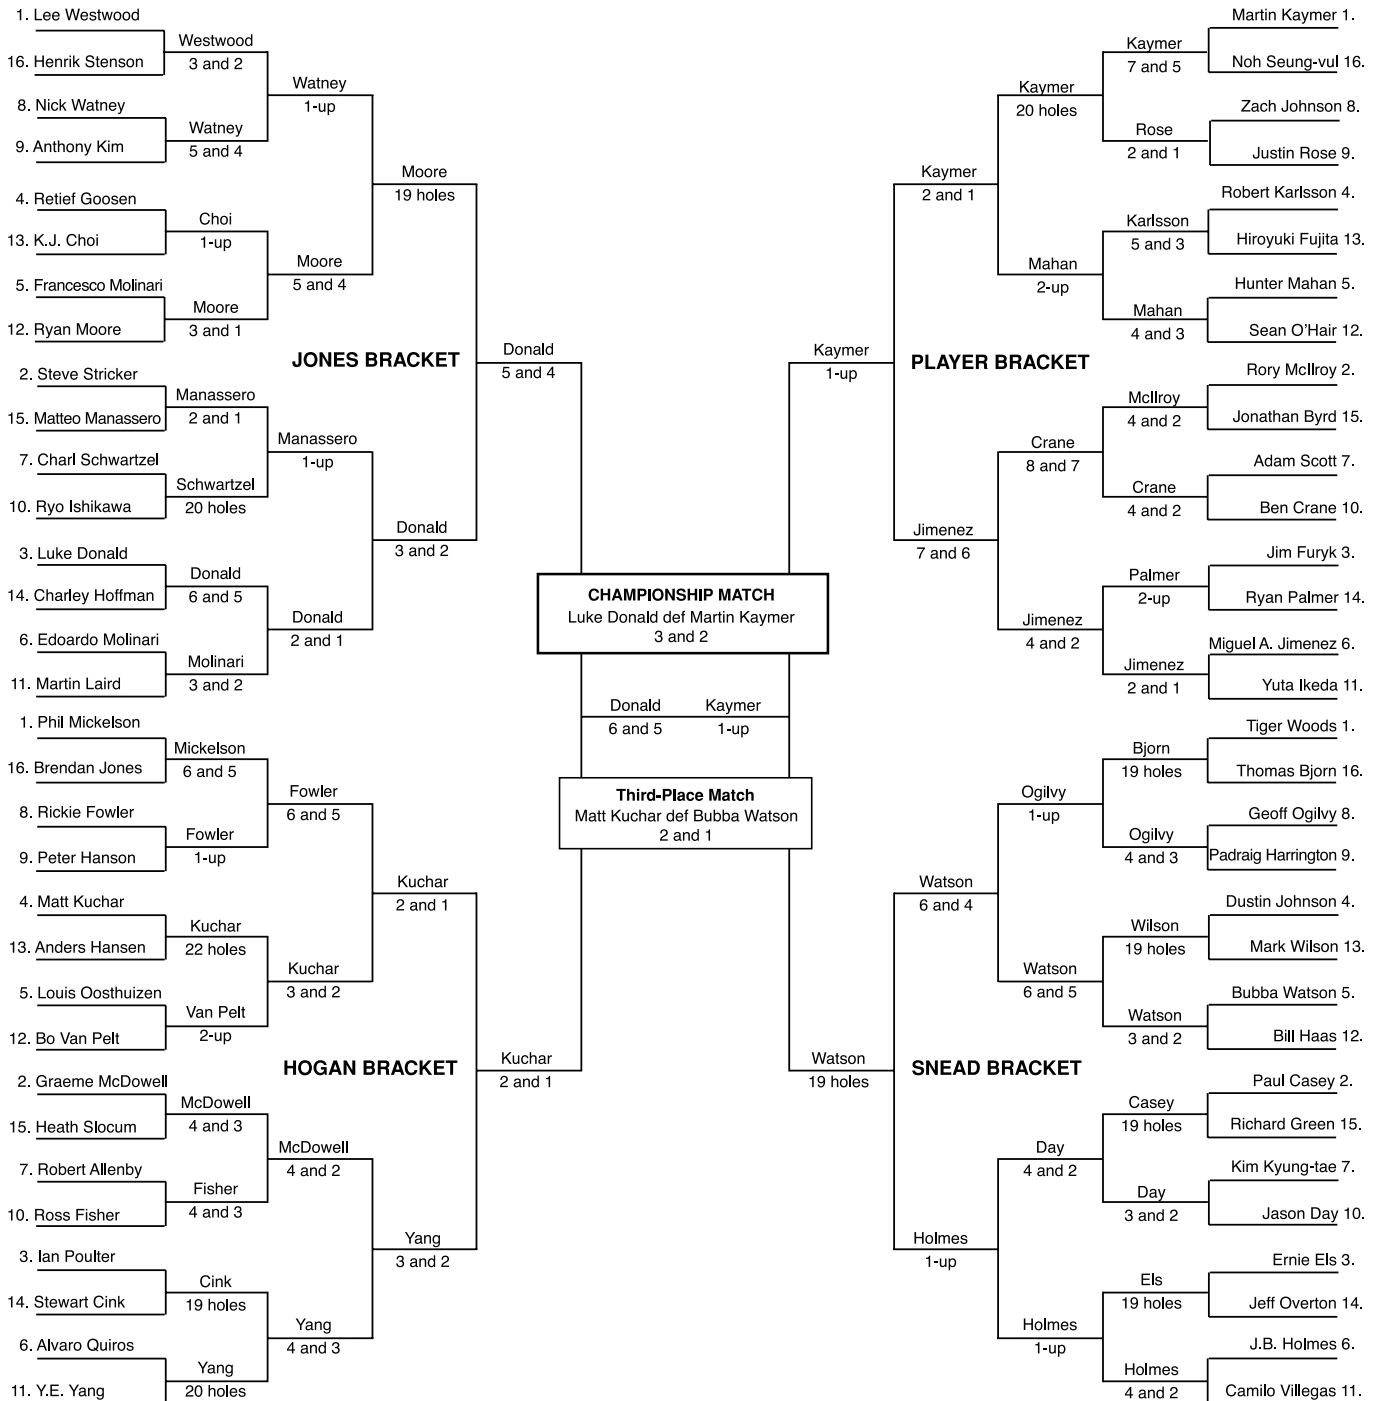 1. Lee Westwood
Westwood
16. Henrik Stenson
3 and 2
Watney
1-up
8. Nick Watney
Watney
9. Anthony Kim
5 and 4
Moore
19 holes
4. Retief Goosen
Choi
13. K.J. Choi
1-up
Moore
5 and 4
5. Francesco Molinari
Moore
12. Ryan Moore
3 and 1
JONES BRACKET
Donald
5 and 4
2. Steve Stricker
Manassero
15. Matteo Manassero
2 and 1
Manassero
1-up
7. Charl Schwartzel
Schwartzel
10. Ryo Ishikawa
20 holes
Donald
3 and 2
3. Luke Donald
Donald
14. Charley Hoffman
6 and 5
Donald
2 and 1
6. Edoardo Molinari
Molinari
11. Martin Laird
3 and 2
Martin Kaymer 1.
Kaymer
7 and 5
Noh Seung-vul 16.
Kaymer
20 holes
Zach Johnson 8.
Rose
2 and 1
Justin Rose 9.
Kaymer
2 and 1
Robert Karlsson 4.
Karlsson
5 and 3
Hiroyuki Fujita 13.
Mahan
2-up
Hunter Mahan 5.
Mahan
4 and 3
Sean O'Hair 12.
Kaymer
1-up
PLAYER BRACKET
Rory McIlroy 2.
McIlroy
4 and 2
Jonathan Byrd 15.
Crane
8 and 7
Adam Scott 7.
Crane
4 and 2
Ben Crane 10.
Jimenez
7 and 6
Jim Furyk 3.
Palmer
2-up
Ryan Palmer 14.
Jimenez
4 and 2
Miguel A. Jimenez 6.
Jimenez
2 and 1
Yuta Ikeda 11.
CHAMPIONSHIP MATCH
Luke Donald def Martin Kaymer
3 and 2
Donald
6 and 5
Kaymer
1-up
Third-Place Match
Matt Kuchar def Bubba Watson
2 and 1
1. Phil Mickelson
Mickelson
16. Brendan Jones
6 and 5
Fowler
6 and 5
8. Rickie Fowler
Fowler
9. Peter Hanson
1-up
Kuchar
2 and 1
4. Matt Kuchar
Kuchar
13. Anders Hansen
22 holes
Kuchar
3 and 2
5. Louis Oosthuizen
Van Pelt
12. Bo Van Pelt
2-up
HOGAN BRACKET
Kuchar
2 and 1
2. Graeme McDowell
McDowell
15. Heath Slocum
4 and 3
McDowell
4 and 2
7. Robert Allenby
Fisher
10. Ross Fisher
4 and 3
Yang
3 and 2
3. Ian Poulter
Cink
14. Stewart Cink
19 holes
Yang
4 and 3
6. Alvaro Quiros
Yang
11. Y.E. Yang
20 holes
Tiger Woods 1.
Bjorn
19 holes
Thomas Bjorn 16.
Ogilvy
1-up
Geoff Ogilvy 8.
Ogilvy
4 and 3
Padraig Harrington 9.
Watson
6 and 4
Dustin Johnson 4.
Wilson
19 holes
Mark Wilson 13.
Watson
6 and 5
Bubba Watson 5.
Watson
3 and 2
Bill Haas 12.
Watson
19 holes
SNEAD BRACKET
Paul Casey 2.
Casey
19 holes
Richard Green 15.
Day
4 and 2
Kim Kyung-tae 7.
Day
3 and 2
Jason Day 10.
Holmes
1-up
Ernie Els 3.
Els
19 holes
Jeff Overton 14.
Holmes
1-up
J.B. Holmes 6.
Holmes
4 and 2
Camilo Villegas 11.